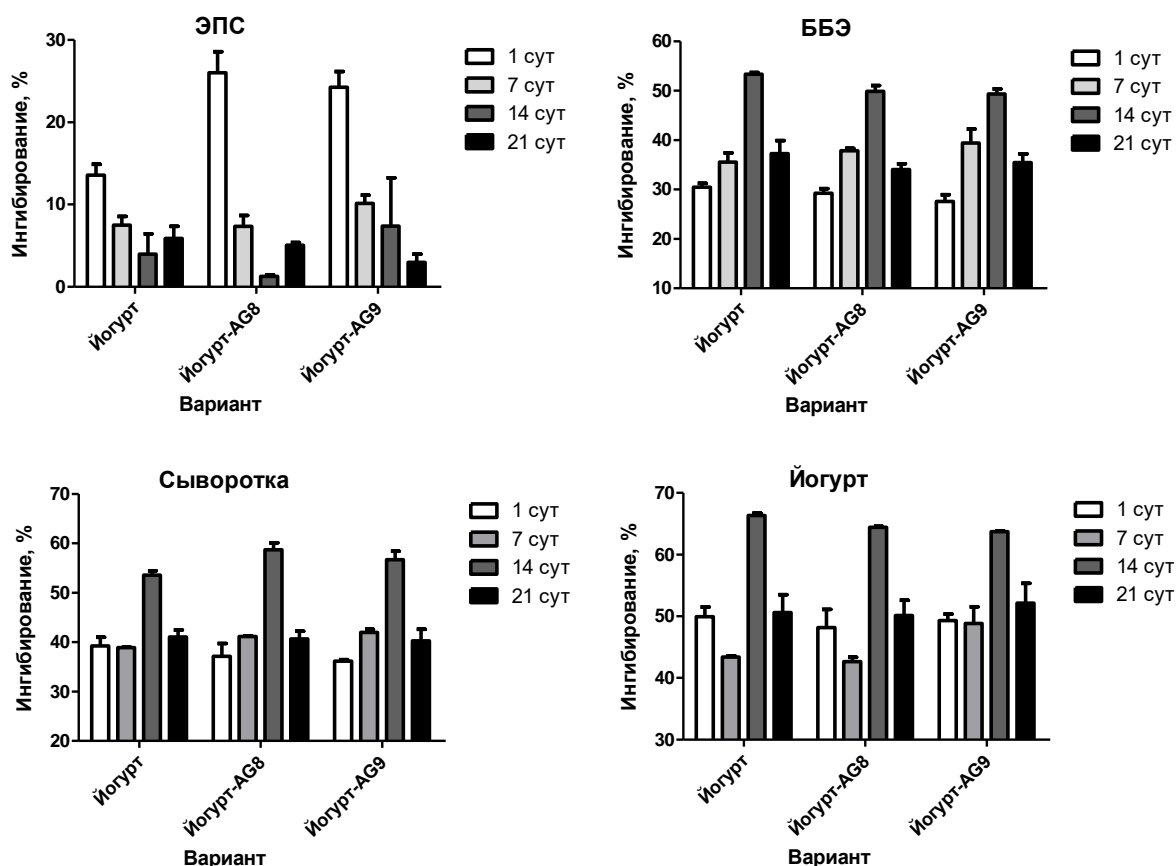 ЭПС
Ингибирование, %
30
20
10
0
1 сут
7 сут
14 сут
21 сут
Йогурт
Йогурт-AG8
Йогурт-AG9
Вариант
ББЭ
Ингибирование, %
60
50
40
30
20
10
1 сут
7 сут
14 сут
21 сут
Йогурт
Йогурт-AG8
Йогурт-AG9
Вариант
Сыворотка
Ингибирование, %
70
60
50
40
30
20
1 сут
7 сут
14 сут
21 сут
Йогурт
Йогурт-AG8
Йогурт-AG9
Вариант
Йогурт
Ингибирование, %
70
60
50
40
30
1 сут
7 сут
14 сут
21 сут
Йогурт
Йогурт-AG8
Йогурт-AG9
Вариант